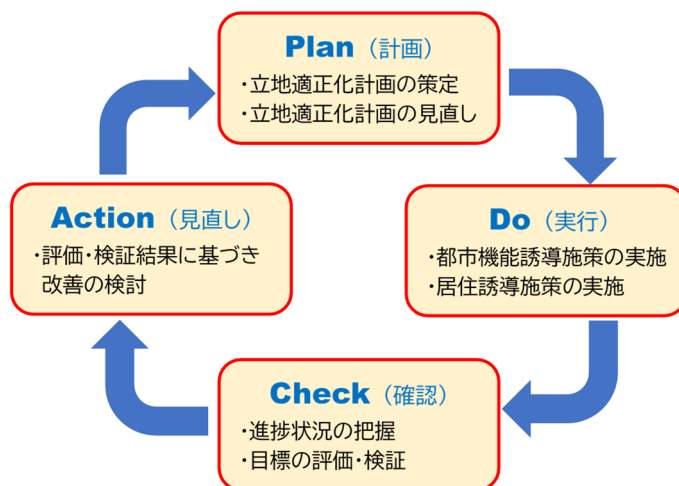 Plan（計画）
・立地適正化計画の策定
・立地適正化計画の見直し
Do（実行）
・都市機能誘導施策の実施
・居住誘導施策の実施
Check（確認）
・進捗状況の把握
・目標の評価・検証
Action（見直し）
・評価・検証結果に基づき
改善の検討